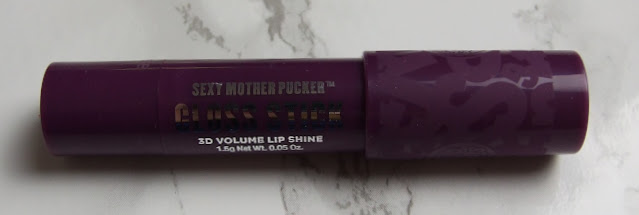 SEXY MOTHER PUCKER™
GLOSS STICK
3D VOLUME LIP SHINE
1.5g Net Wt. 0.05 Oz.